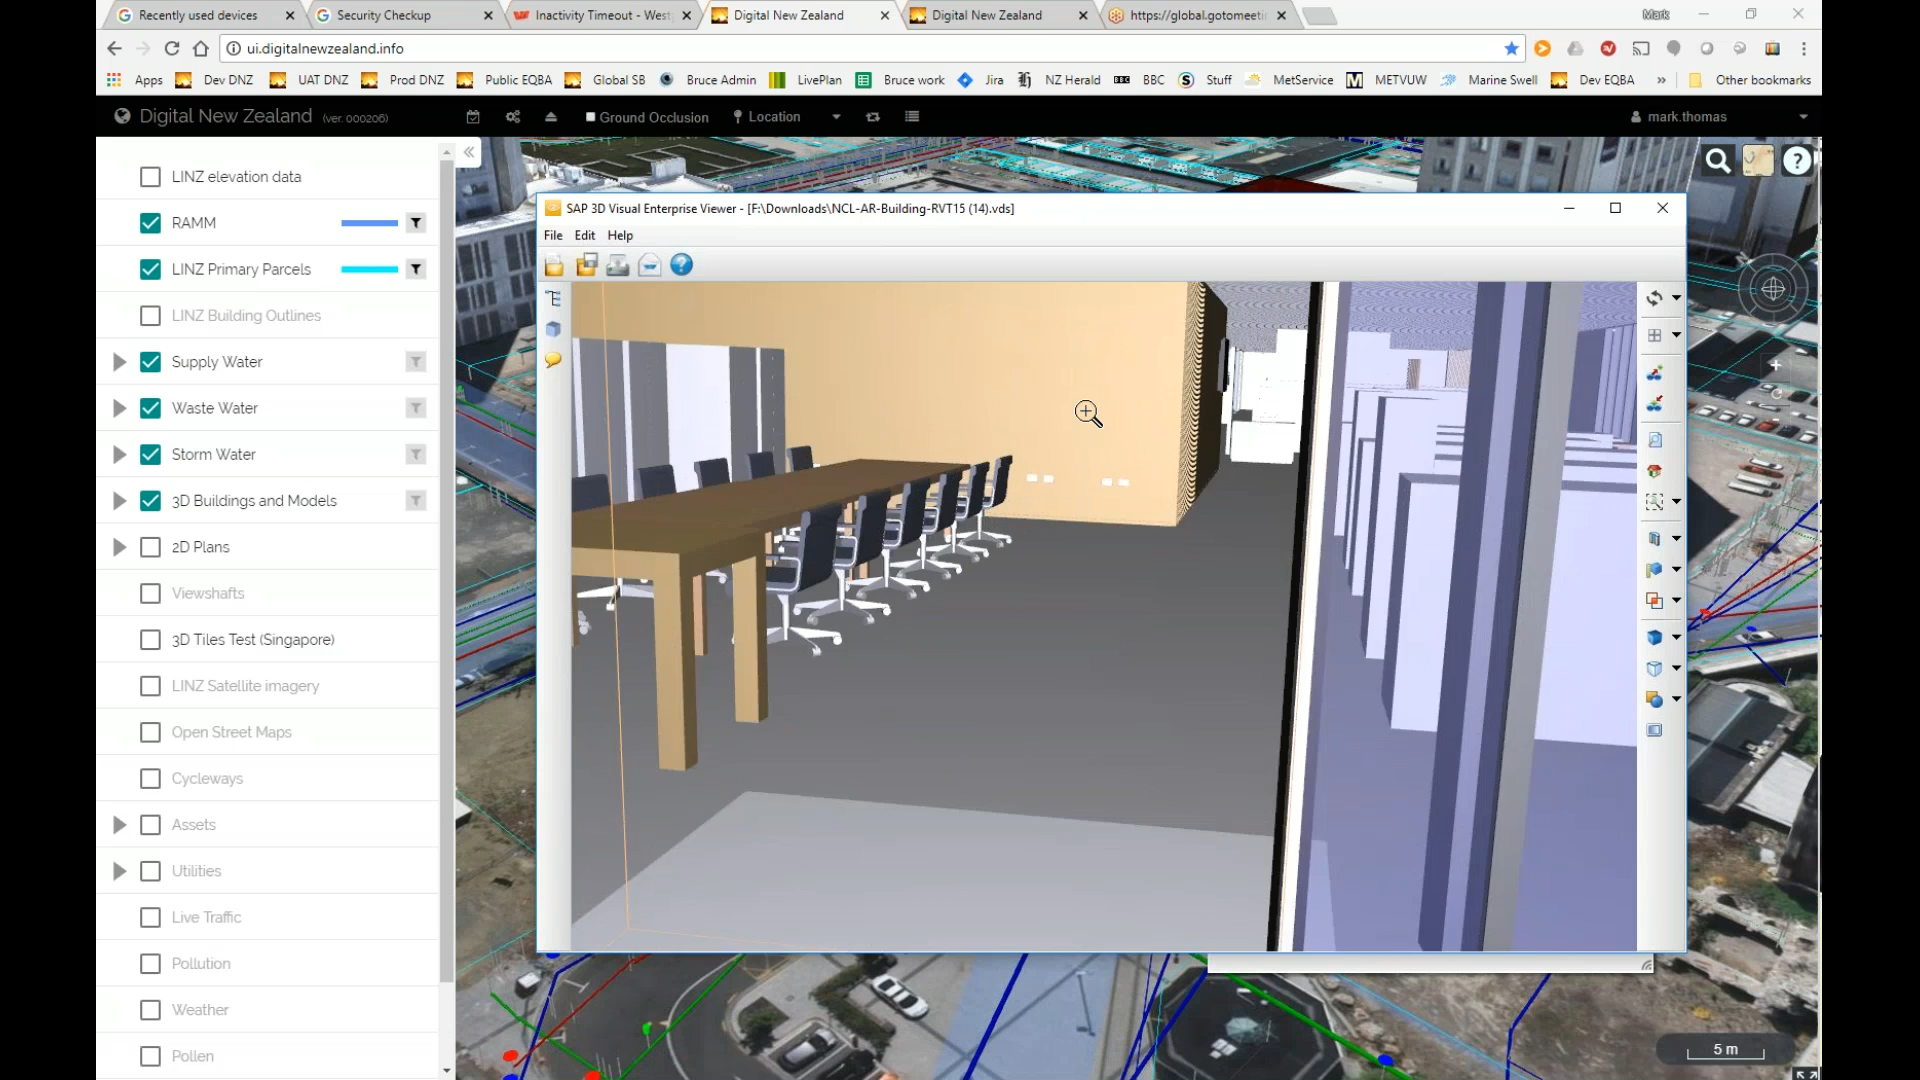 Recently used devices
Security Checkup
Inactivity Timeout - West
Digital New Zealand
Digital New Zealand
https://global.gotomeeti
Mark
ui.digitalnewzealand.info
Apps Dev DNZ UAT DNZ Prod DNZ Public EQBA Global SB Bruce Admin LivePlan Bruce work Jira NZ Herald BBC BBC Stuff MetService METVUW Marine Swell Dev EQBA » Other bookmarks
Digital New Zealand (ver. 000206) Ground Occlusion Location mark.thomas
LINZ elevation data
RAMM
LINZ Primary Parcels
LINZ Building Outlines
Supply Water
Waste Water
Storm Water
3D Buildings and Models
2D Plans
Viewshafts
3D Tiles Test (Singapore)
LINZ Satellite imagery
Open Street Maps
Cycleways
Assets
Utilities
Live Traffic
Pollution
Weather
Pollen
SAP 3D Visual Enterprise Viewer - [F:\Downloads\NCL-AR-Building-RVT15 (14).vds]
File Edit Help
5 m